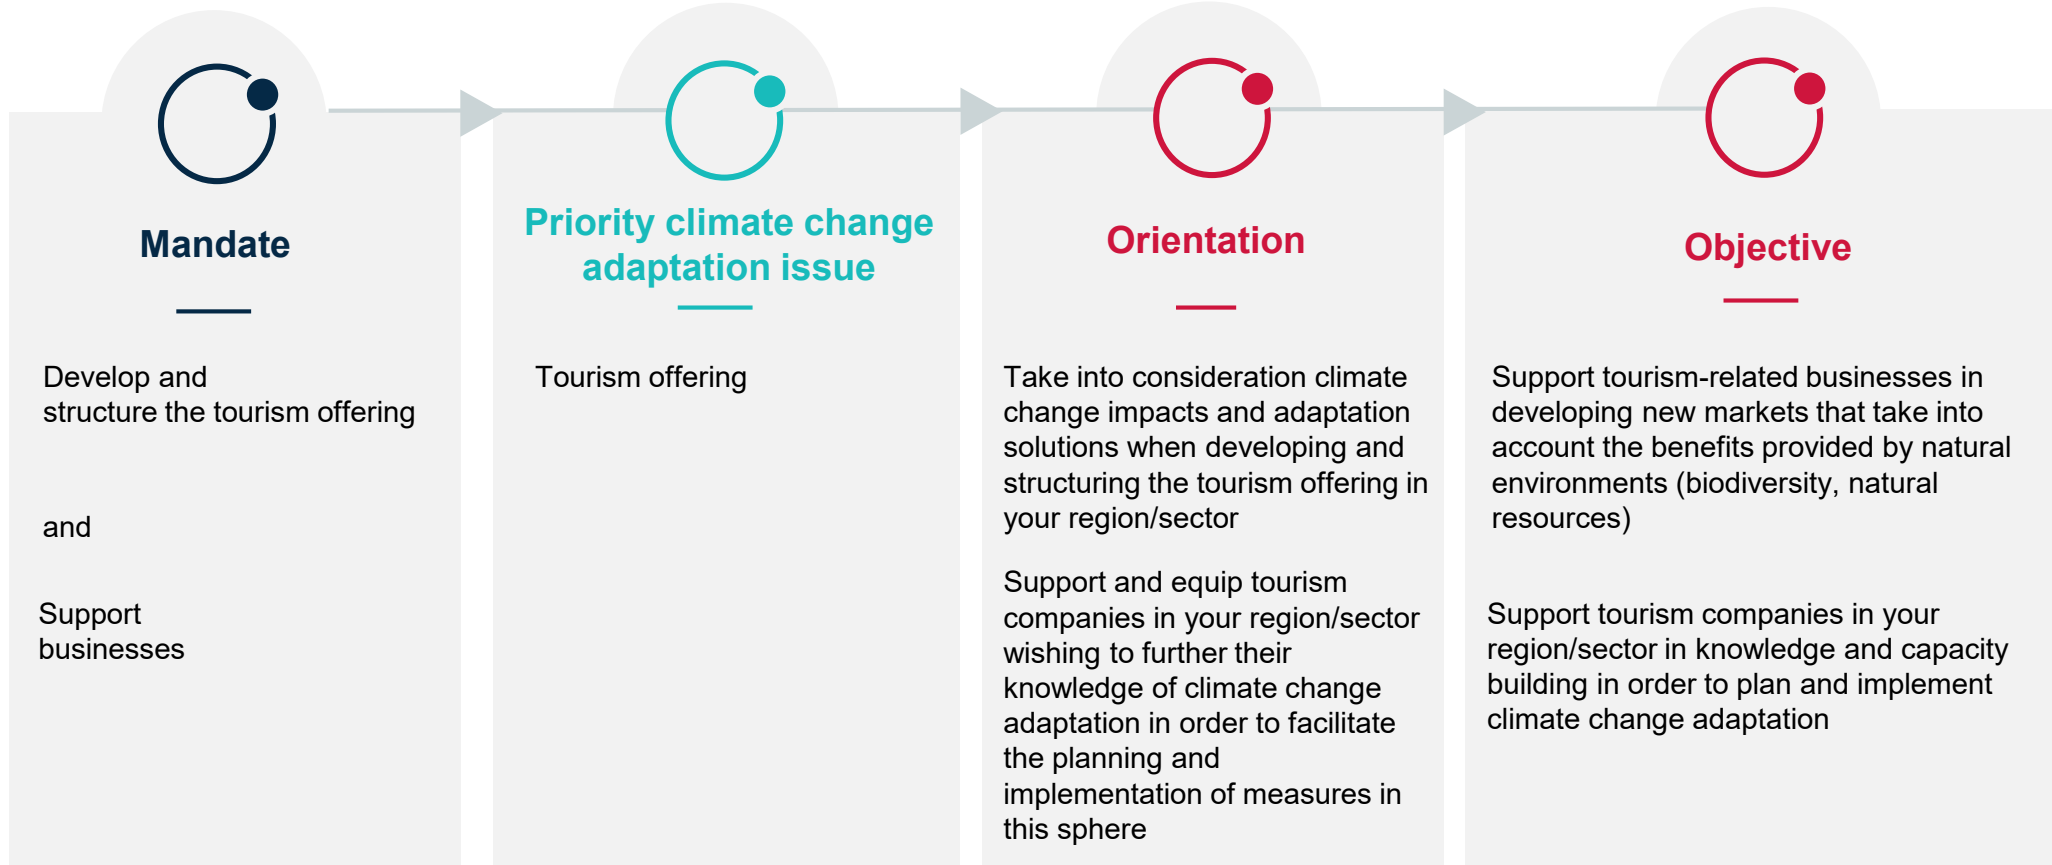 Mandate
Develop and
structure the tourism offering
and
Support
businesses
Priority climate change
adaptation issue
Tourism offering
Orientation
Take into consideration climate
change impacts and adaptation
solutions when developing and
structuring the tourism offering in
your region/sector
Support and equip tourism
companies in your region/sector
wishing to further their
knowledge of climate change
adaptation in order to facilitate
the planning and
implementation of measures in
this sphere
Objective
Support tourism-related businesses in
developing new markets that take into
account the benefits provided by natural
environments (biodiversity, natural
resources)
Support tourism companies in your
region/sector in knowledge and capacity
building in order to plan and implement
climate change adaptation